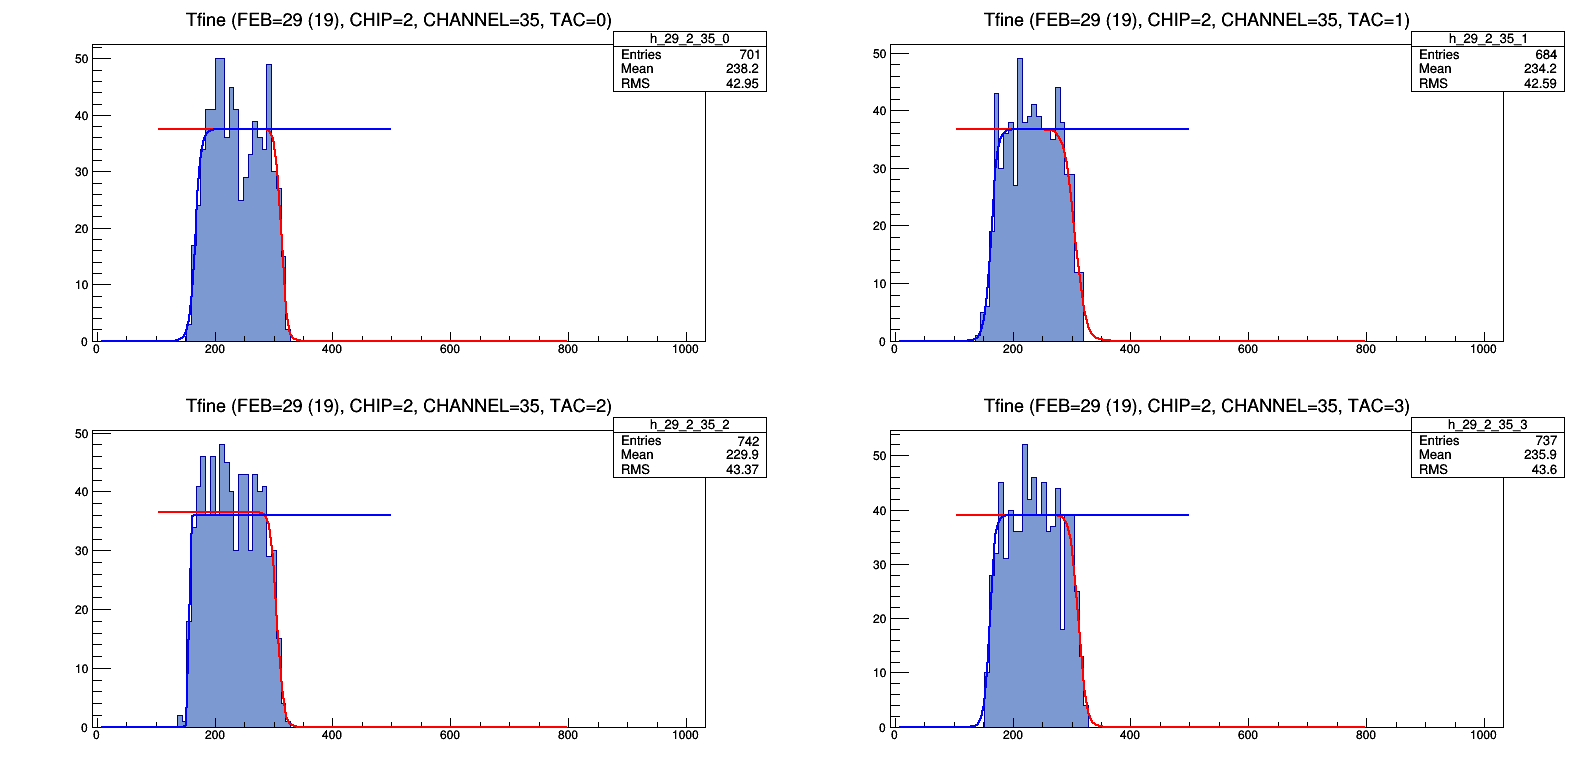 Tfine (FEB=29 (19), CHIP=2, CHANNEL=35, TAC=0)
h_29_2_35_0
Entries 701
Mean 238.2
RMS 42.95
50
40
30
20
10
0
0 200 400 600 800 1000
Tfine (FEB=29 (19), CHIP=2, CHANNEL=35, TAC=1)
h_29_2_35_1
Entries 684
Mean 234.2
RMS 42.59
50
40
30
20
10
0
0 200 400 600 800 1000
Tfine (FEB=29 (19), CHIP=2, CHANNEL=35, TAC=2)
h_29_2_35_2
Entries 742
Mean 229.9
RMS 43.37
50
40
30
20
10
0
0 200 400 600 800 1000
Tfine (FEB=29 (19), CHIP=2, CHANNEL=35, TAC=3)
h_29_2_35_3
Entries 737
Mean 235.9
RMS 43.6
50
40
30
20
10
0
0 200 400 600 800 1000